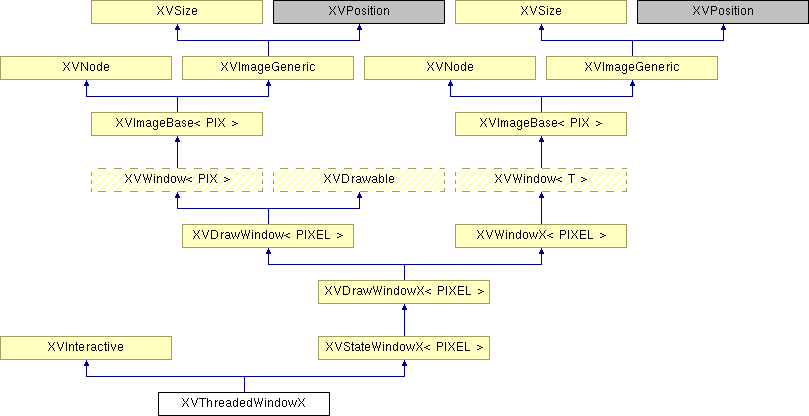 XVSize
XVPosition
XVSize
XVPosition
XVNode
XVImageGeneric
XVNode
XVImageGeneric
XVImageBase< PIX >
XVImageBase< PIX >
XVWindow< PIX >
XVDrawable
XVWindow< T >
XVDrawWindow< PIXEL >
XVWindowX< PIXEL >
XVDrawWindowX< PIXEL >
XVInteractive
XVStateWindowX< PIXEL >
XVThreadedWindowX